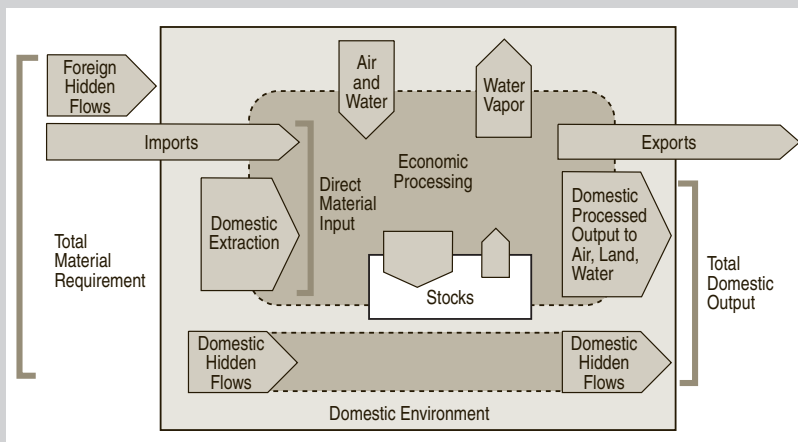 Foreign
Hidden
Flows
Air
and
Water
Water
Vapor
Imports
Exports
Economic
Processing
Direct
Material
Input
Domestic
Extraction
Domestic
Processed
Output to
Air, Land,
Water
Total
Material
Requirement
Total
Domestic
Output
Stocks
Domestic
Hidden
Flows
Domestic
Hidden
Flows
Domestic Environment